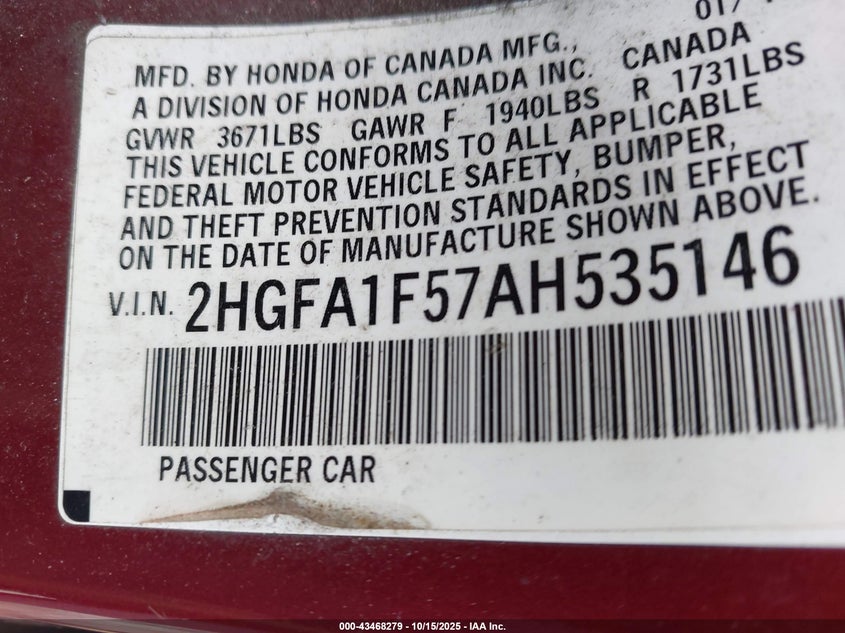 01/
MFD. BY HONDA OF CANADA MFG.,
A DIVISION OF HONDA CANADA INC. CANADA
GVWR 3671LBS GAWR F 1940LBS R 1731LBS
THIS VEHICLE CONFORMS TO ALL APPLICABLE
FEDERAL MOTOR VEHICLE SAFETY, BUMPER,
AND THEFT PREVENTION STANDARDS IN EFFECT
ON THE DATE OF MANUFACTURE SHOWN ABOVE.
V.I.N. 2HGFA1F57AH535146
PASSENGER CAR
000-43468279 - 10/15/2025 - IAA Inc.